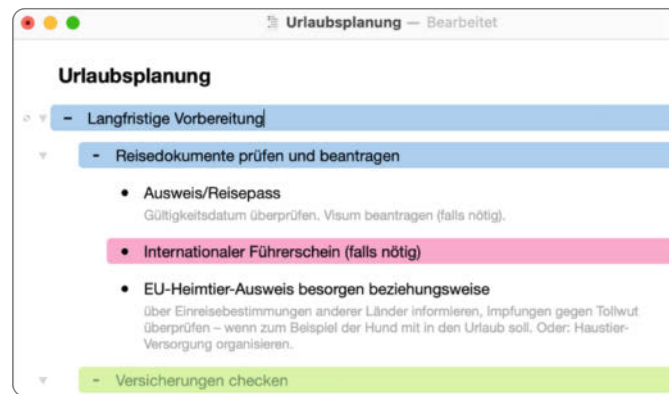 Urlaubsplanung — Bearbeitet
Urlaubsplanung
- Langfristige Vorbereitung
- Reisedokumente prüfen und beantragen
• Ausweis/Reisepass
Gültigkeitsdatum überprüfen. Visum beantragen (falls nötig).
• Internationaler Führerschein (falls nötig)
• EU-Heimtier-Ausweis besorgen beziehungsweise
über Einreisebestimmungen anderer Länder informieren, Impfungen gegen Tollwut
überprüfen – wenn zum Beispiel der Hund mit in den Urlaub soll. Oder: Haustier-
Versorgung organisieren.
- Versicherungen checken